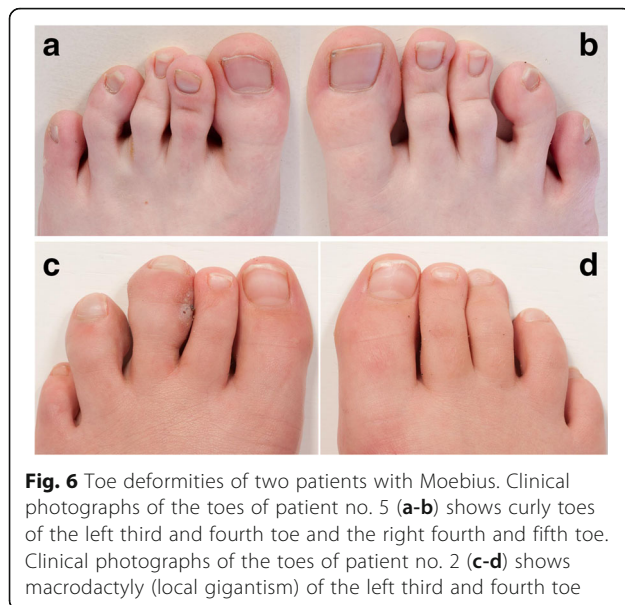 a
b
c
d
Fig. 6 Toe deformities of two patients with Moebius. Clinical
photographs of the toes of patient no. 5 (a-b) shows curly toes
of the left third and fourth toe and the right fourth and fifth toe.
Clinical photographs of the toes of patient no. 2 (c-d) shows
macrodactyly (local gigantism) of the left third and fourth toe